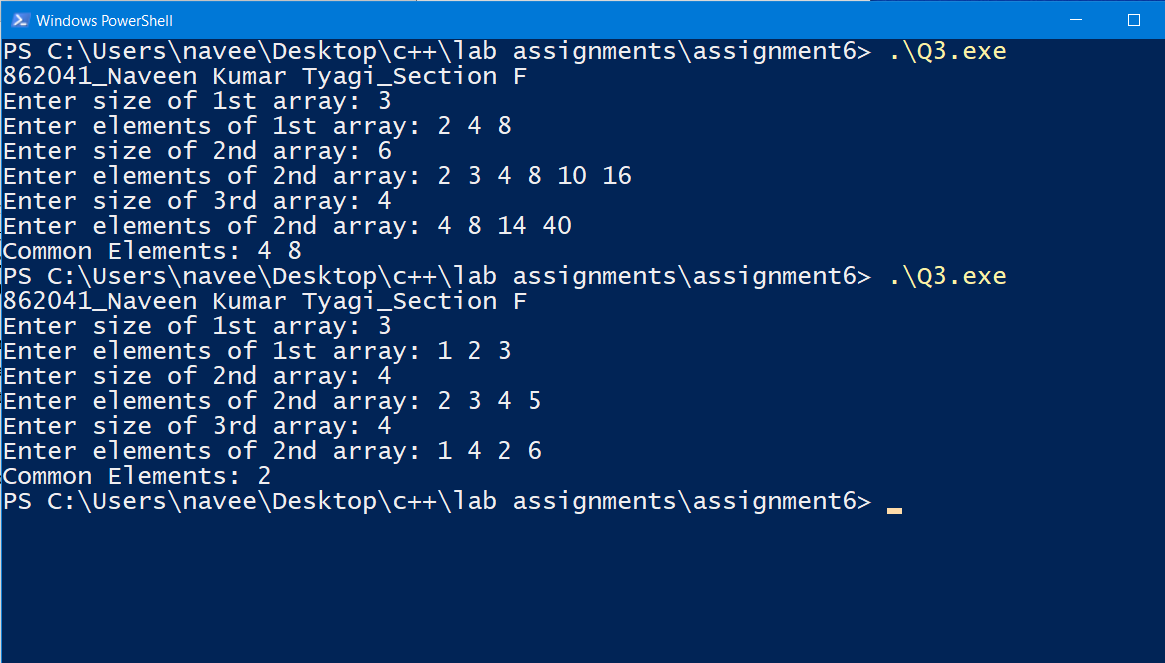 Windows PowerShell
PS C:\Users\navee\Desktop\c++\lab assignments\assignment6> .\Q3.exe
862041_Naveen Kumar Tyagi_Section F
Enter size of 1st array: 3
Enter elements of 1st array: 2 4 8
Enter size of 2nd array: 6
Enter elements of 2nd array: 2 3 4 8 10 16
Enter size of 3rd array: 4
Enter elements of 2nd array: 4 8 14 40
Common Elements: 4 8
PS C:\Users\navee\Desktop\c++\lab assignments\assignment6> .\Q3.exe
862041_Naveen Kumar Tyagi_Section F
Enter size of 1st array: 3
Enter elements of 1st array: 1 2 3
Enter size of 2nd array: 4
Enter elements of 2nd array: 2 3 4 5
Enter size of 3rd array: 4
Enter elements of 2nd array: 1 4 2 6
Common Elements: 2
PS C:\Users\navee\Desktop\c++\lab assignments\assignment6>